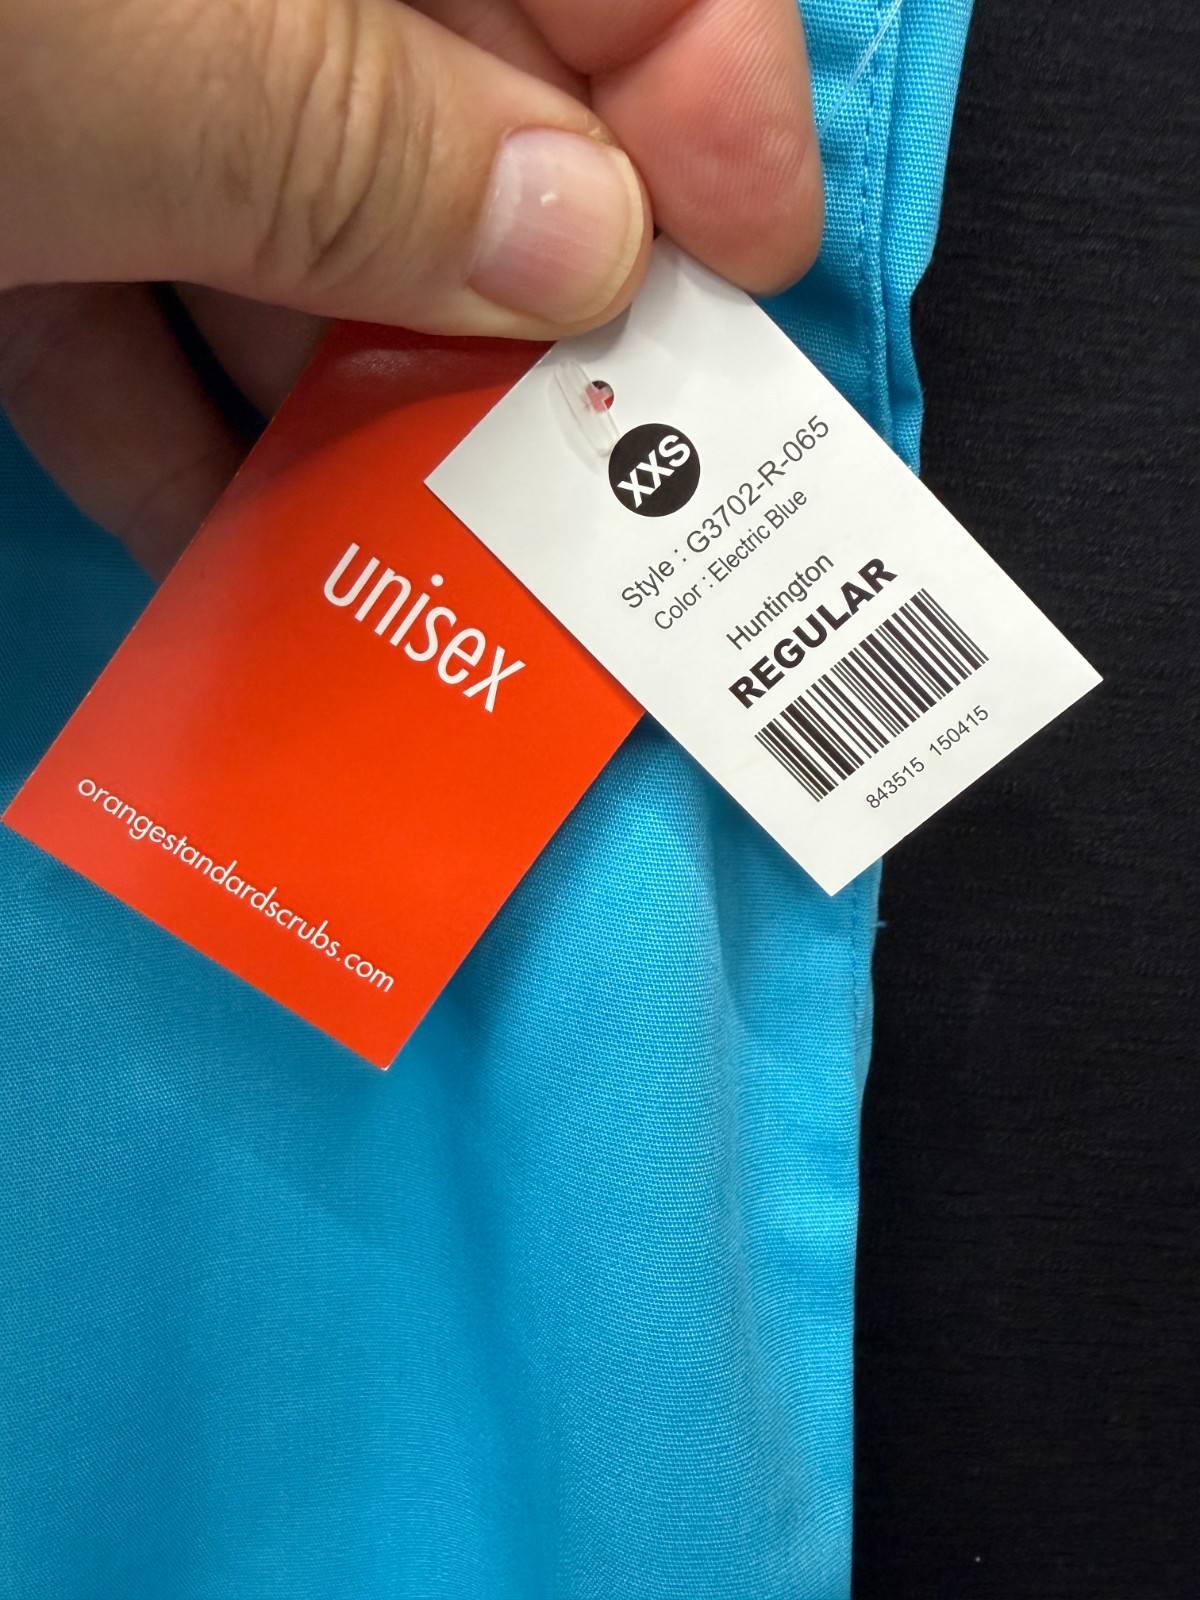 unisex
orangestandardscrubs.com
XXS
Style : G3702-R-065
Color : Electric Blue
Huntington
REGULAR
843515 150415